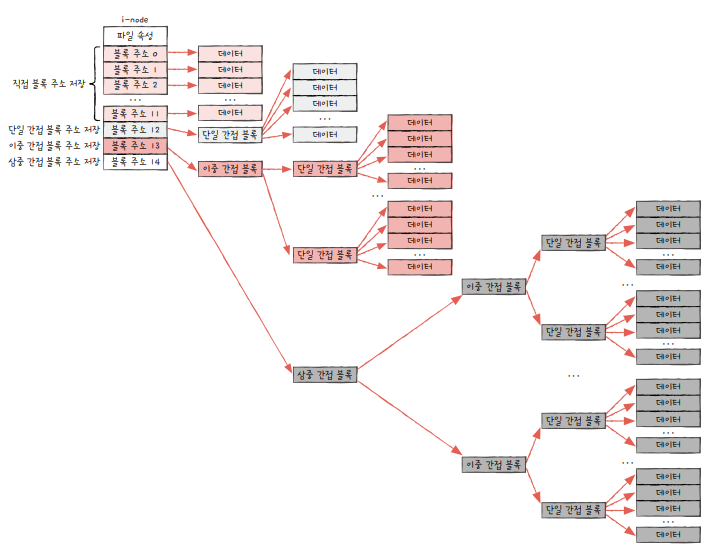 i-node
파일 속성
직접 블록 주소 저장
블록 주소 0
데이터
블록 주소 1
데이터
블록 주소 2
데이터
...
...
블록 주소 11
데이터
데이터
데이터
데이터
...
데이터
단일 간접 블록 주소 저장
블록 주소 12
단일 간접 블록
이중 간접 블록 주소 저장
블록 주소 13
이중 간접 블록
삼중 간접 블록 주소 저장
블록 주소 14
단일 간접 블록
데이터
데이터
데이터
...
데이터
...
단일 간접 블록
데이터
데이터
데이터
...
데이터
삼중 간접 블록
이중 간접 블록
단일 간접 블록
데이터
데이터
데이터
...
데이터
...
단일 간접 블록
데이터
데이터
데이터
...
데이터
...
이중 간접 블록
단일 간접 블록
데이터
데이터
데이터
...
데이터
...
단일 간접 블록
데이터
데이터
데이터
...
데이터